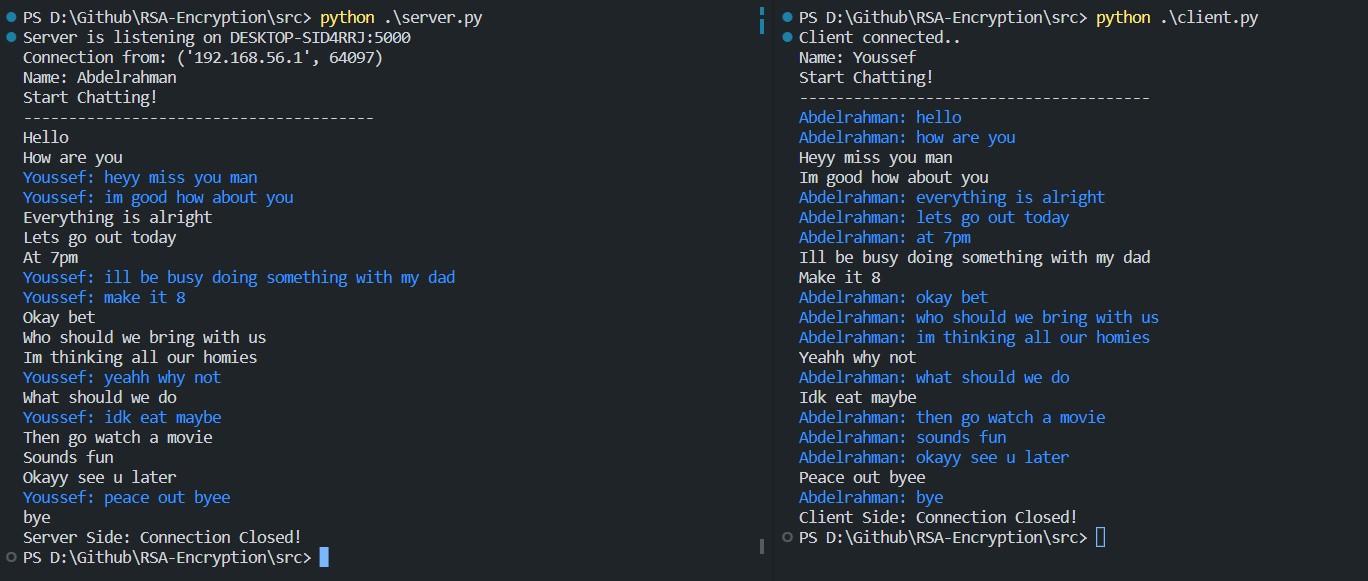 PS D:\Github\RSA-Encryption\src> python .\server.py
Server is listening on DESKTOP-SID4RRJ:5000
Connection from: ('192.168.56.1', 64097)
Name: Abdelrahman
Start Chatting!
---------------------------------------
Hello
How are you
Youssef: heyy miss you man
Youssef: im good how about you
Everything is alright
Lets go out today
At 7pm
Youssef: ill be busy doing something with my dad
Youssef: make it 8
Okay bet
Who should we bring with us
Im thinking all our homies
Youssef: yeahh why not
What should we do
Youssef: idk eat maybe
Then go watch a movie
Sounds fun
Okayy see u later
Youssef: peace out byee
bye
Server Side: Connection Closed!
PS D:\Github\RSA-Encryption\src>
PS D:\Github\RSA-Encryption\src> python .\client.py
Client connected..
Name: Youssef
Start Chatting!
---------------------------------------
Abdelrahman: hello
Abdelrahman: how are you
Heyy miss you man
Im good how about you
Abdelrahman: everything is alright
Abdelrahman: lets go out today
Abdelrahman: at 7pm
Ill be busy doing something with my dad
Make it 8
Abdelrahman: okay bet
Abdelrahman: who should we bring with us
Abdelrahman: im thinking all our homies
Yeahh why not
Abdelrahman: what should we do
Idk eat maybe
Abdelrahman: then go watch a movie
Abdelrahman: sounds fun
Abdelrahman: okayy see u later
Peace out byee
Abdelrahman: bye
Client Side: Connection Closed!
PS D:\Github\RSA-Encryption\src>